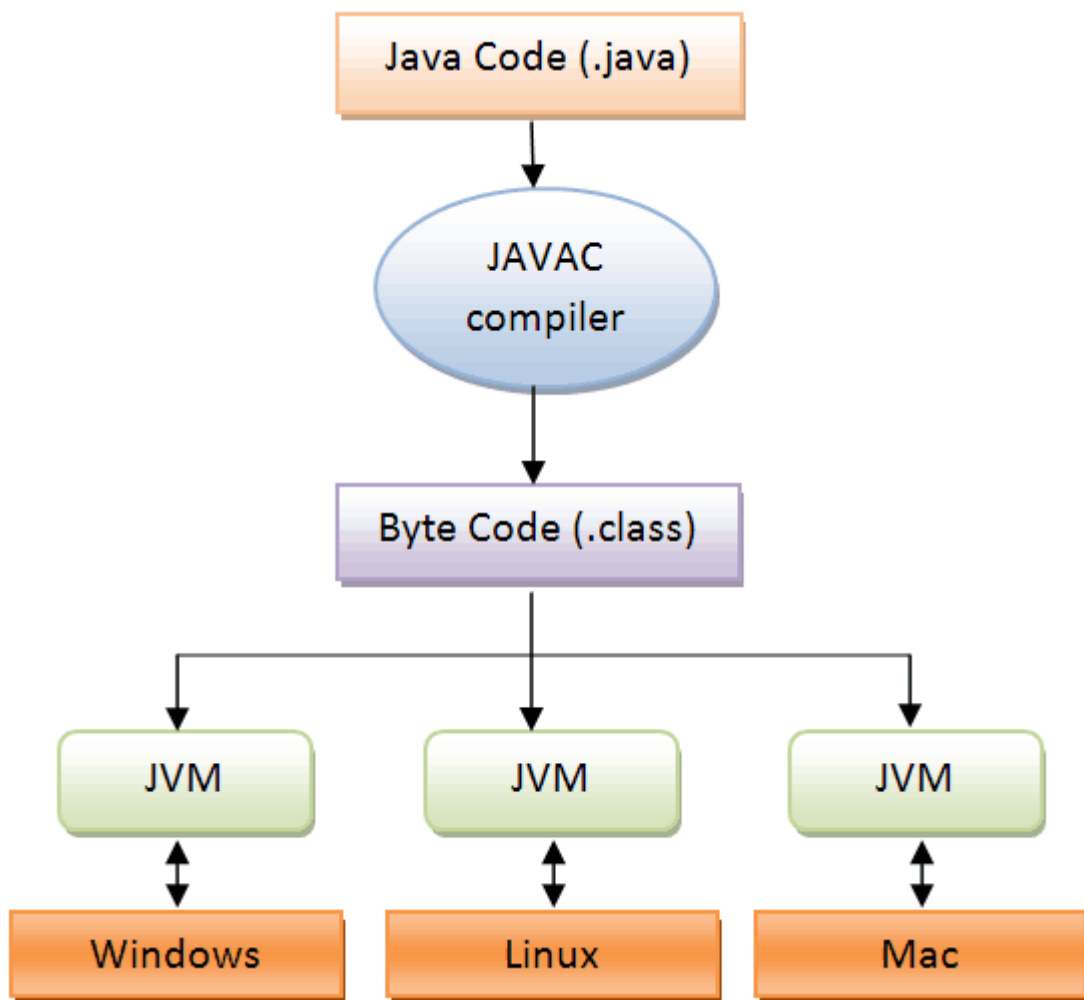 Java Code (.java)
JAVAC
compiler
Byte Code (.class)
JVM
JVM
JVM
Windows
Linux
Mac